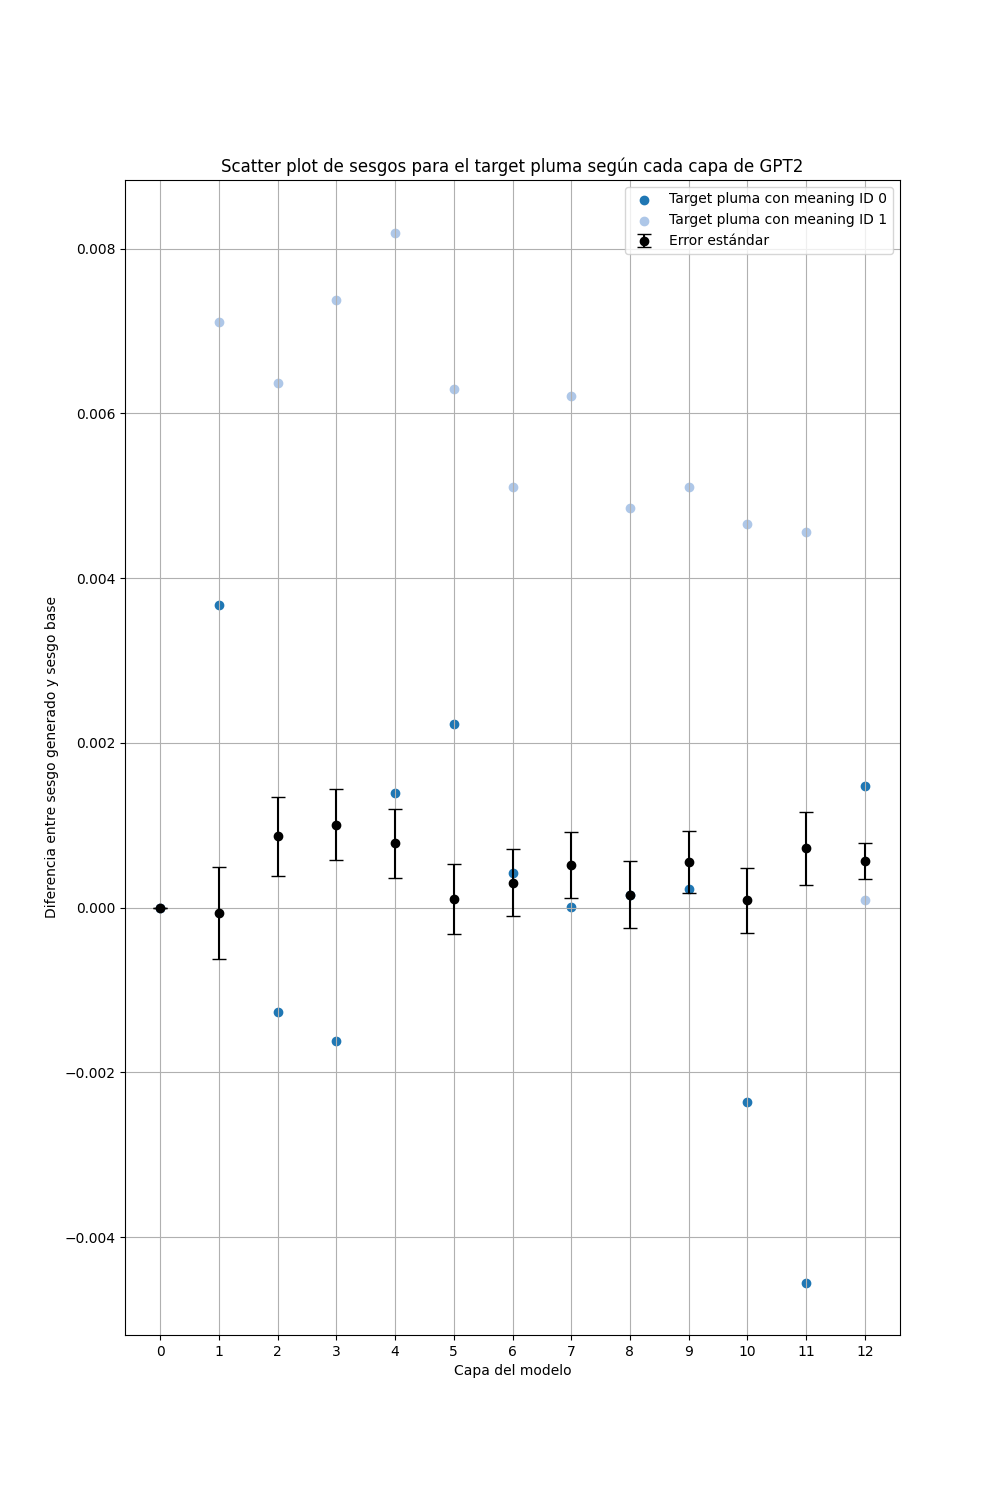 Scatter plot de sesgos para el target pluma según cada capa de GPT2
Target pluma con meaning ID 0
Target pluma con meaning ID 1
Error estándar
Diferencia entre sesgo generado y sesgo base
0.008
0.006
0.004
0.002
0.000
−0.002
−0.004
0 1 2 3 4 5 6 7 8 9 10 11 12
Capa del modelo